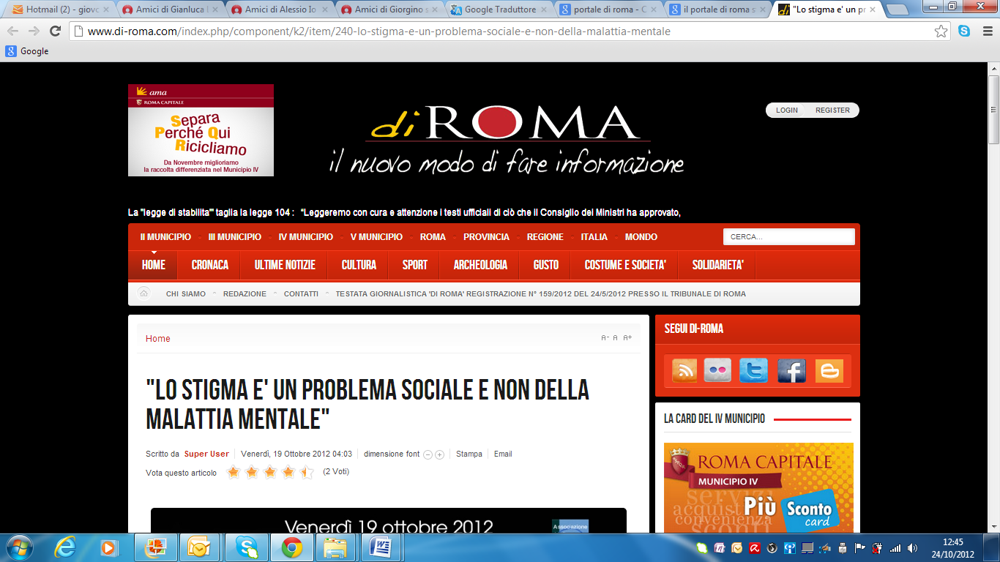 Hotmail (2) - giovc
Amici di Gianluca
Amici di Alessio Io
Amici di Giorgino s
Google Traduttore
portale di roma - C
il portale di roma s
"Lo stigma e' un pr
www.di-roma.com/index.php/component/k2/item/240-lo-stigma-e-un-problema-sociale-e-non-della-malattia-mentale
Google
ama
ROMA CAPITALE
Separa
Perché Qui
Ricicliamo
Da Novembre miglioriamo
la raccolta differenziata nel Municipio IV
di ROMA
il nuovo modo di fare informazione
LOGIN REGISTER
La "legge di stabilita'" taglia la legge 104 : “Leggeremo con cura e attenzione i testi ufficiali di ciò che il Consiglio dei Ministri ha approvato,
II MUNICIPIO III MUNICIPIO IV MUNICIPIO V MUNICIPIO ROMA PROVINCIA REGIONE ITALIA MONDO
CERCA...
HOME CRONACA ULTIME NOTIZIE CULTURA SPORT ARCHEOLOGIA GUSTO COSTUME E SOCIETA' SOLIDARIETA'
CHI SIAMO REDAZIONE CONTATTI TESTATA GIORNALISTICA 'DI ROMA' REGISTRAZIONE N° 159/2012 DEL 24/5/2012 PRESSO IL TRIBUNALE DI ROMA
Home
A- A A+
"LO STIGMA E' UN PROBLEMA SOCIALE E NON DELLA
MALATTIA MENTALE"
Scritto da Super User Venerdì, 19 Ottobre 2012 04:03 dimensione font Stampa Email
Vota questo articolo (2 Voti)
Venerdì 19 ottobre 2012
Associazione
SEGUI DI-ROMA
LA CARD DEL IV MUNICIPIO
ROMA CAPITALE
MUNICIPIO IV
servizi
acquist
convenienza
sconti
Più Sconto
card
12:45
24/10/2012